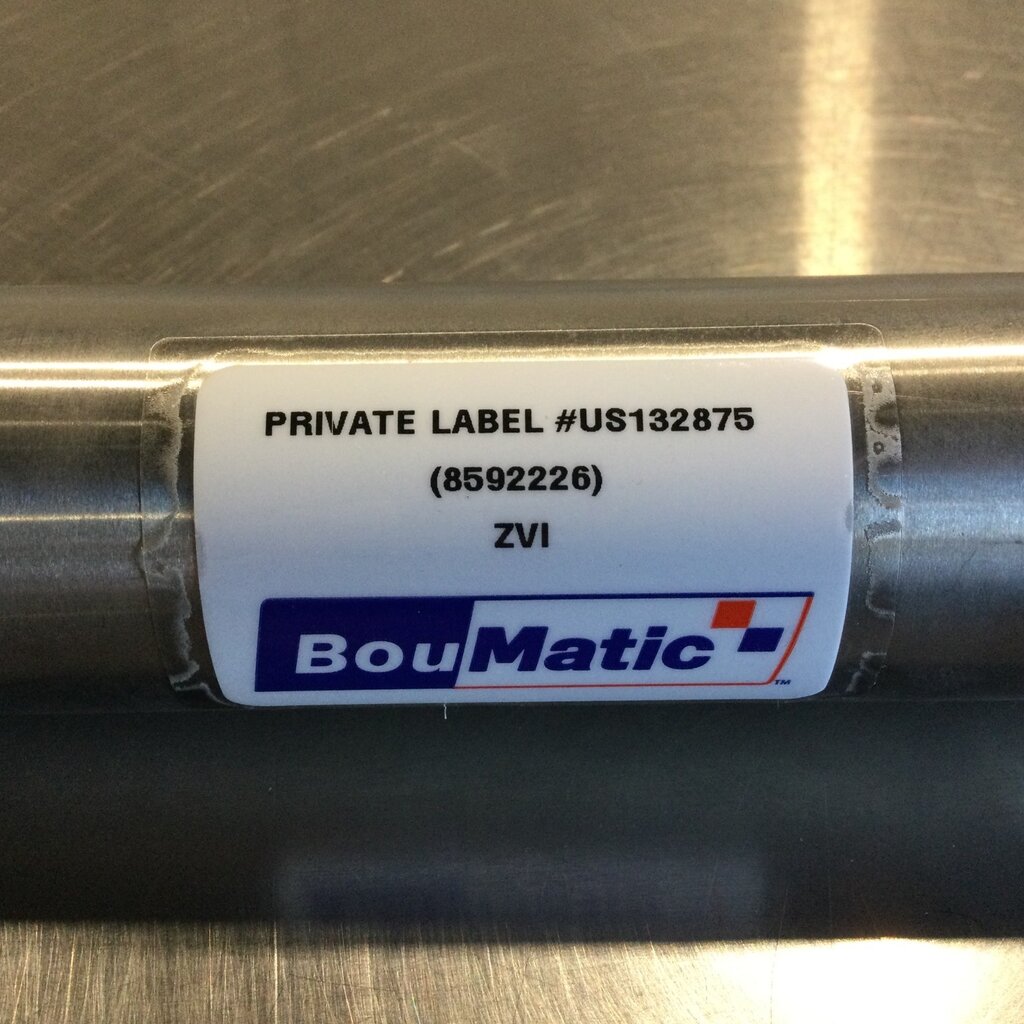 PRIVATE LABEL #US132875
(8592226)
ZVI
BouMatic
TM